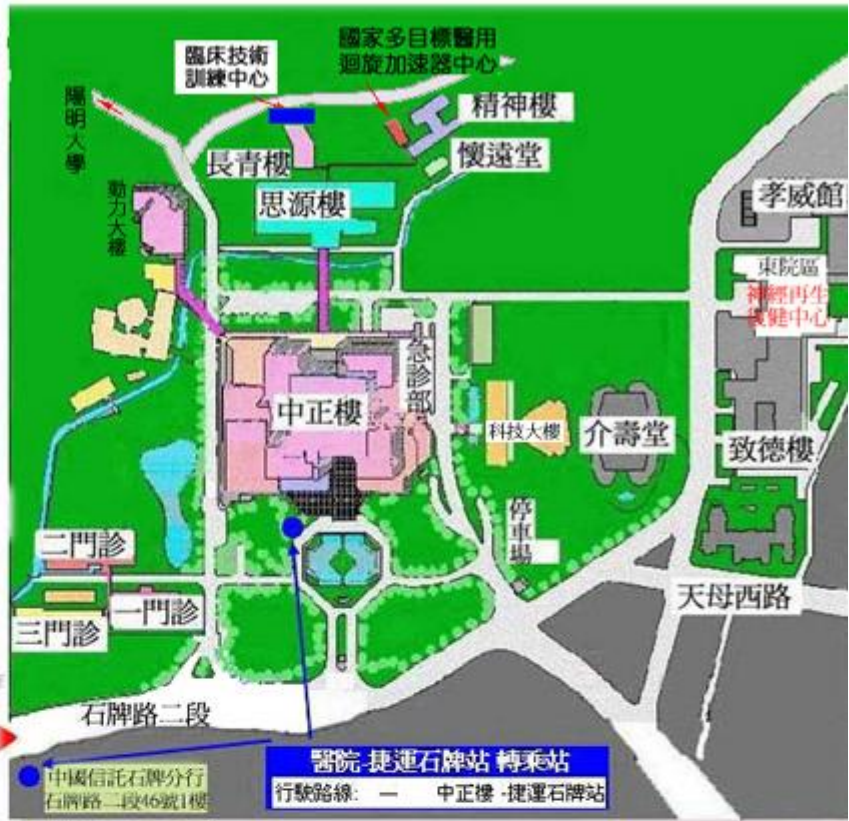 國家多目標醫用
迴旋加速器中心
臨床技術
訓練中心
陽明大學
精神樓
長青樓
懷遠堂
動力大樓
思源樓
孝威館
東院區
神經再生
復健中心
急診部
中正樓
科技大樓
介壽堂
致德樓
停車場
二門診
一門診
三門診
天母西路
石牌路二段
醫院-捷運石牌站 轉乘站
行駛路線: — 中正樓 -捷運石牌站
中國信託石牌分行
石牌路二段46號1樓